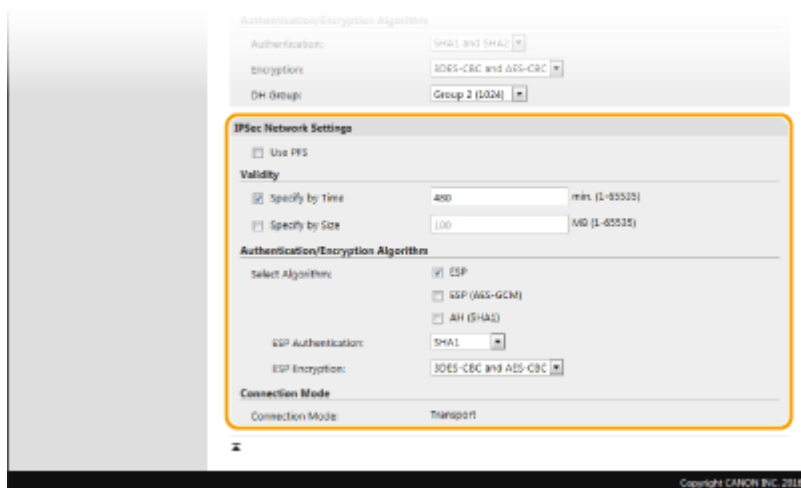 Authentication/Encryption Algorithm
Authentication: SHA1 and SHA2
Encryption: 3DES-CBC and AES-CBC
DH Group: Group 2 (1024)
IPSec Network Settings
Use PFS
Validity
Specify by Time 480 min. (1-65535)
Specify by Size 100 MB (1-65535)
Authentication/Encryption Algorithm
Select Algorithm: ESP
ESP (AES-GCM)
AH (SHA1)
ESP Authentication: SHA1
ESP Encryption: 3DES-CBC and AES-CBC
Connection Mode
Connection Mode: Transport
Copyright CANON INC.